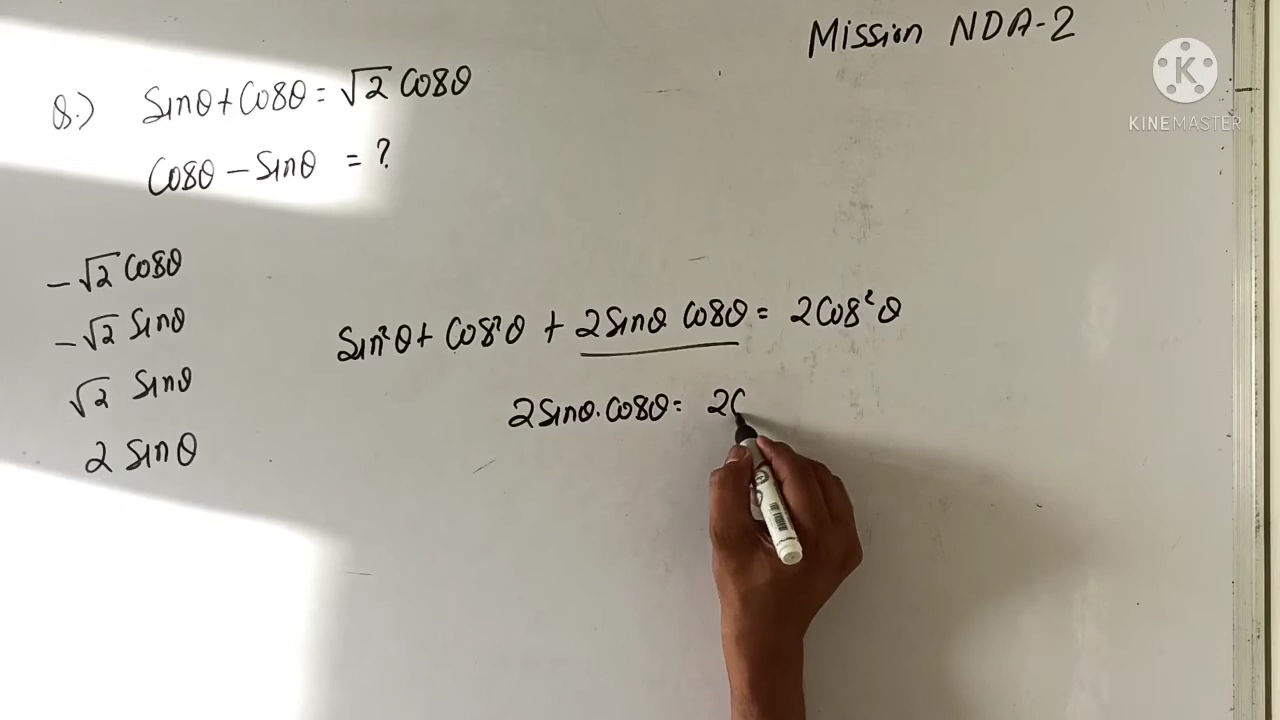 Mission NDA-2
KINEMASTER
Q.) Sinθ+Cosθ=√2 Cosθ
Cosθ-Sinθ = ?
-√2 Cosθ
-√2 Sinθ
√2 Sinθ
2 Sinθ
Sin²θ+ Cos²θ + 2Sinθ Cosθ= 2Cos²θ
2Sinθ.Cosθ= 2C